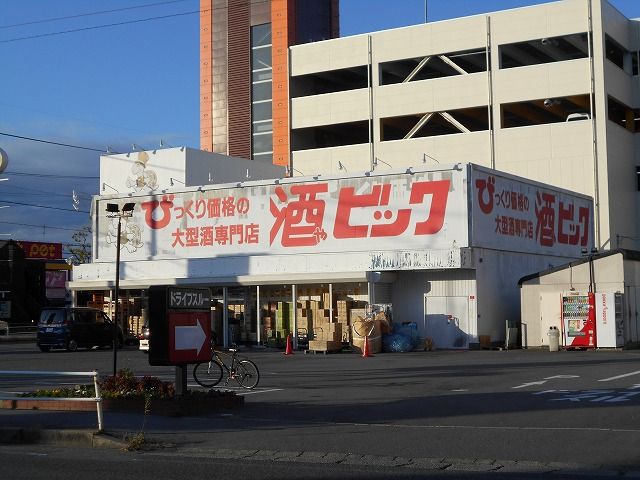 びっくり価格の
大型酒専門店
酒やビック
びっくり価格の
大型酒専門店
酒やビック
pet
ドライブスルー